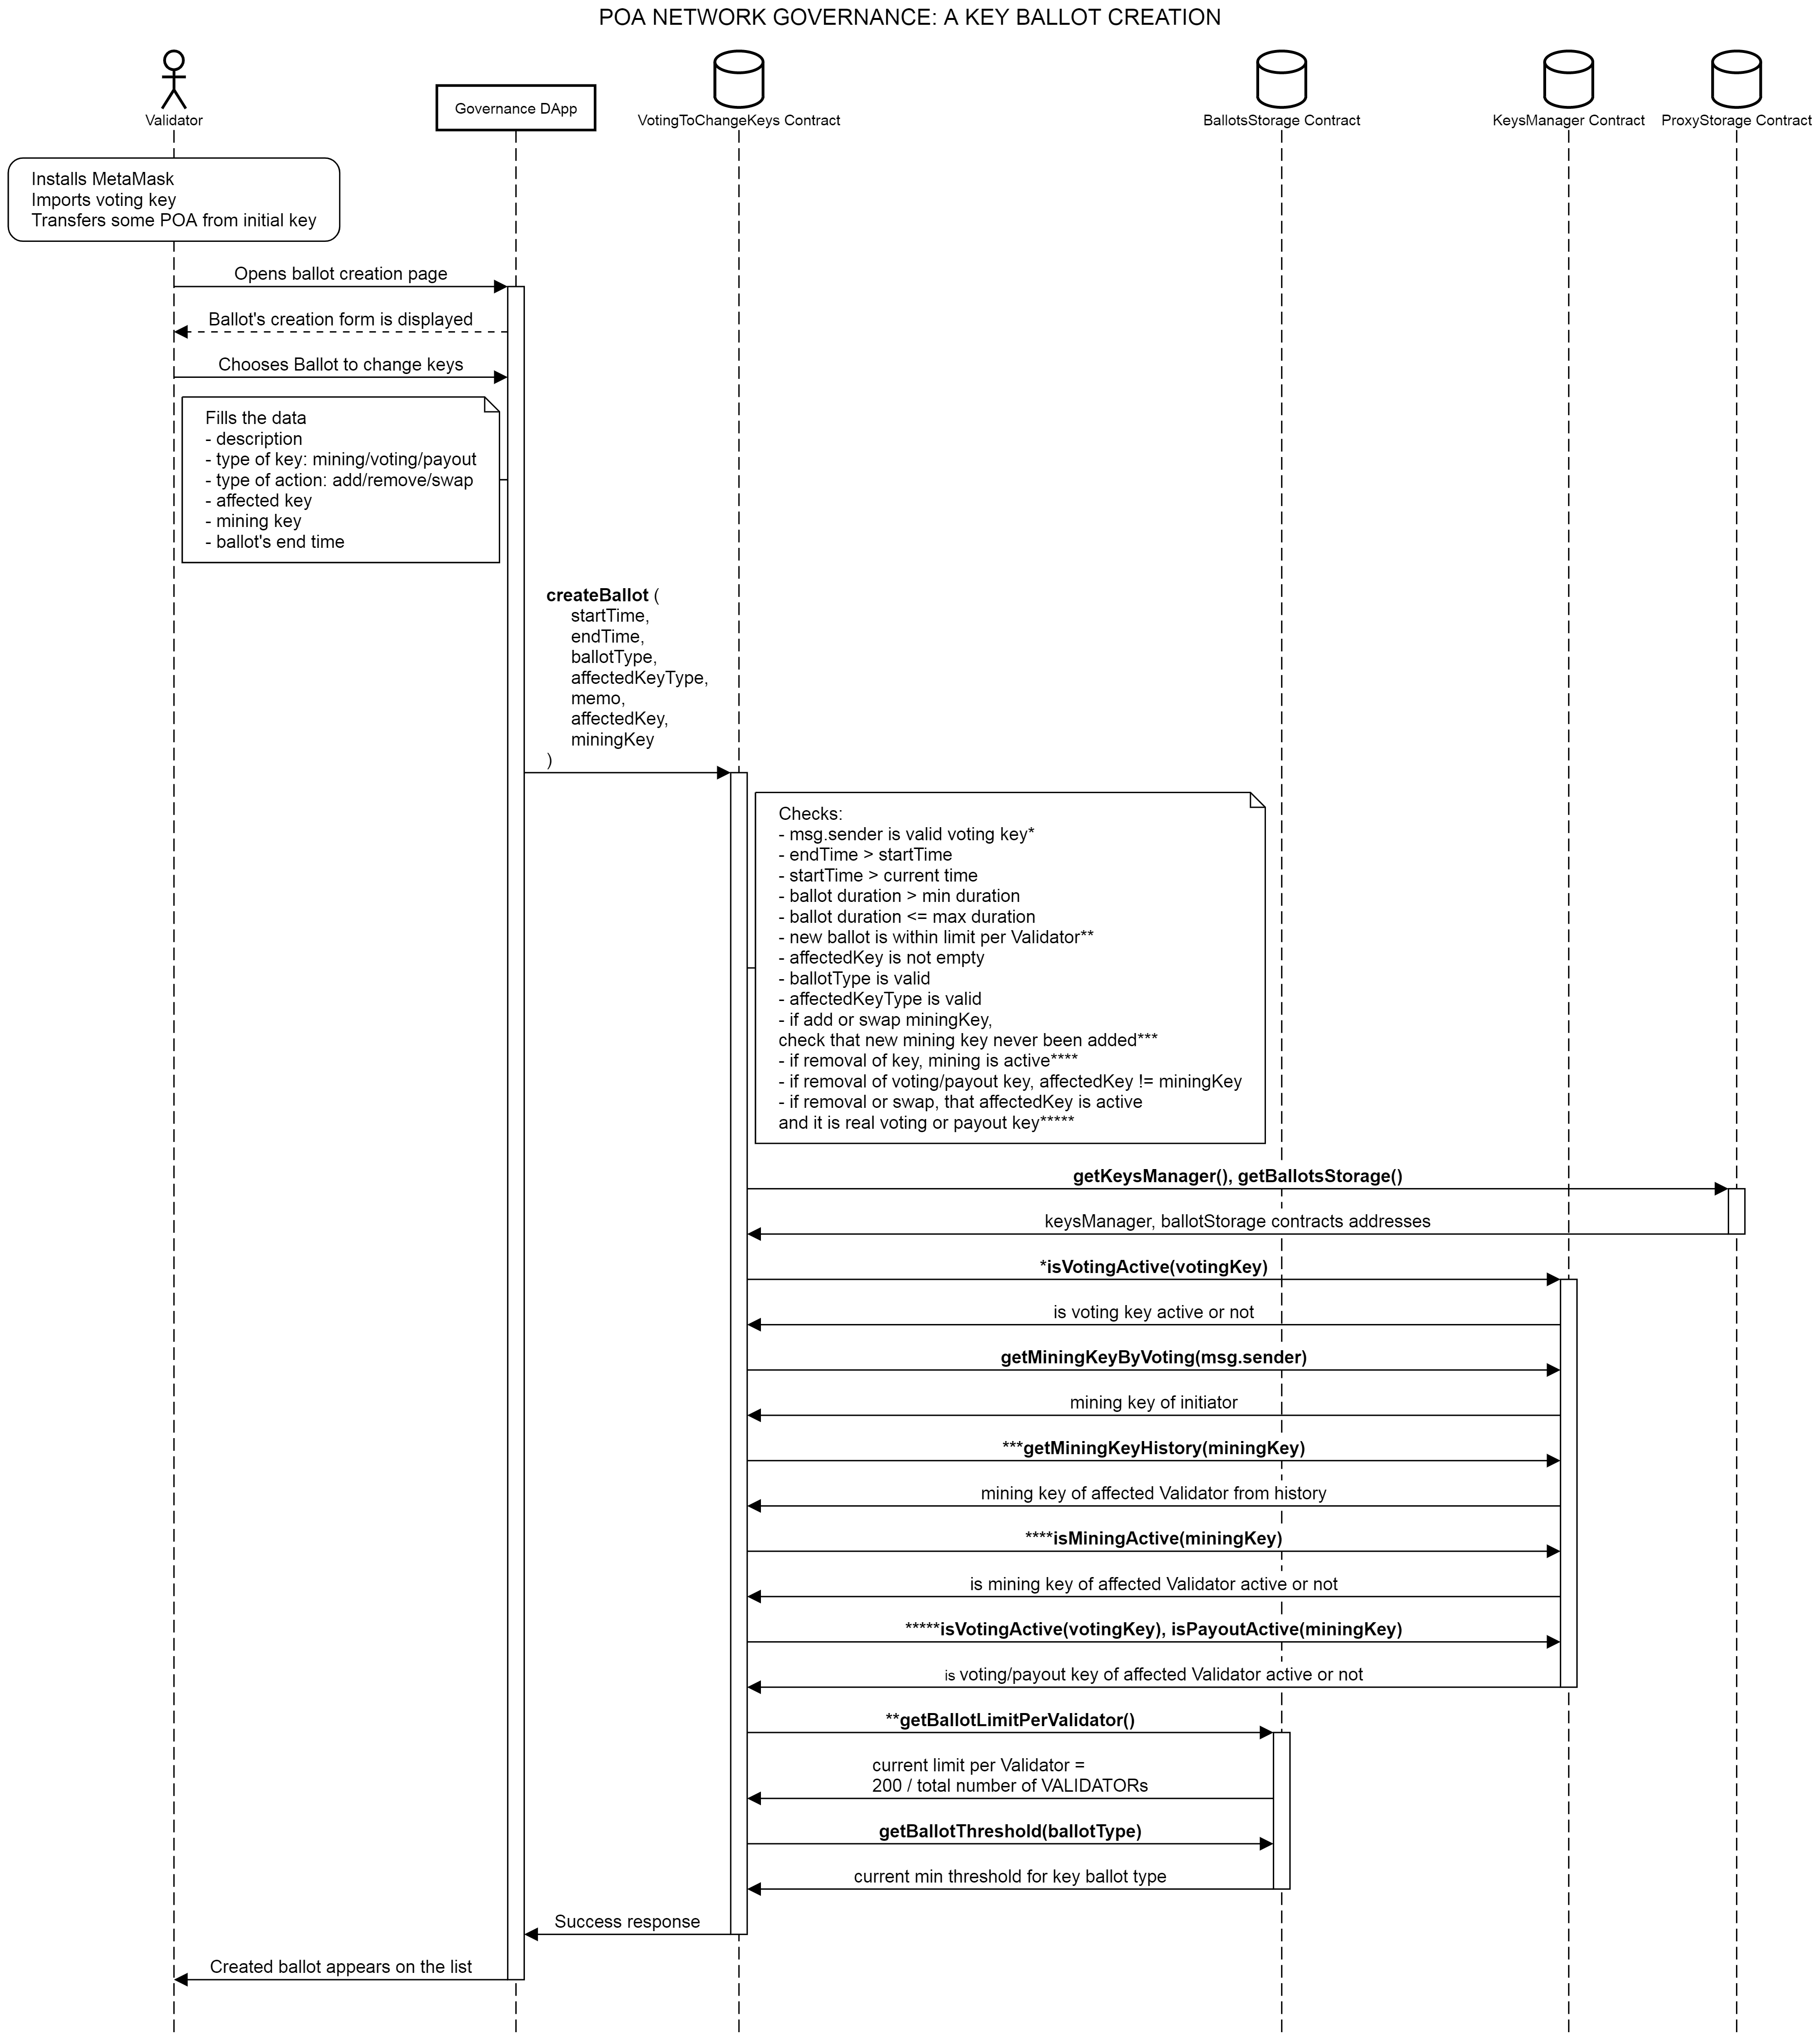 POA NETWORK GOVERNANCE: A KEY BALLOT CREATION
Validator
Governance DApp
VotingToChangeKeys Contract
BallotsStorage Contract
KeysManager Contract
ProxyStorage Contract
Installs MetaMask
Imports voting key
Transfers some POA from initial key
Opens ballot creation page
Ballot's creation form is displayed
Chooses Ballot to change keys
Fills the data
- description
- type of key: mining/voting/payout
- type of action: add/remove/swap
- affected key
- mining key
- ballot's end time
createBallot (
startTime,
endTime,
ballotType,
affectedKeyType,
memo,
affectedKey,
miningKey
)
Checks:
- msg.sender is valid voting key*
- endTime > startTime
- startTime > current time
- ballot duration > min duration
- ballot duration <= max duration
- new ballot is within limit per Validator**
- affectedKey is not empty
- ballotType is valid
- affectedKeyType is valid
- if add or swap miningKey,
check that new mining key never been added***
- if removal of key, mining is active****
- if removal of voting/payout key, affectedKey != miningKey
- if removal or swap, that affectedKey is active
and it is real voting or payout key*****
getKeysManager(), getBallotsStorage()
keysManager, ballotStorage contracts addresses
*isVotingActive(votingKey)
is voting key active or not
getMiningKeyByVoting(msg.sender)
mining key of initiator
***getMiningKeyHistory(miningKey)
mining key of affected Validator from history
****isMiningActive(miningKey)
is mining key of affected Validator active or not
*****isVotingActive(votingKey), isPayoutActive(miningKey)
is voting/payout key of affected Validator active or not
**getBallotLimitPerValidator()
current limit per Validator =
200 / total number of VALIDATORs
getBallotThreshold(ballotType)
current min threshold for key ballot type
Success response
Created ballot appears on the list